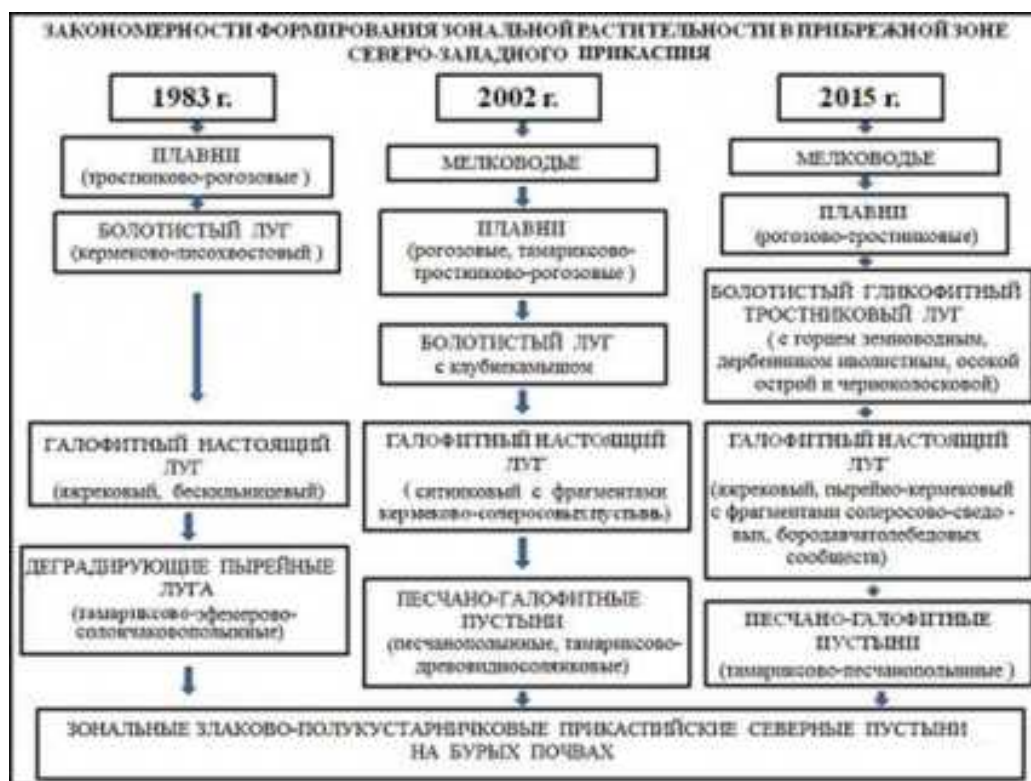 ЗАКОНОМЕРНОСТИ ФОРМИРОВАНИЯ ЗОНАЛЬНОЙ РАСТИТЕЛЬНОСТИ В ПРИБРЕЖНОЙ ЗОНЕ
СЕВЕРО-ЗАПАДНОГО ПРИКАСПИЯ
1983 г.
ПЛАВНИ
(тростниково-рогозовые )
БОЛОТИСТЫЙ ЛУГ
(кермеково-лисохвостовый )
ГАЛОФИТНЫЙ НАСТОЯЩИЙ
ЛУГ
(ажрековый, бескильницевый)
ДЕГРАДИРУЮЩИЕ ПЫРЕЙНЫЕ
ЛУГА
(тамариксово-эфемерово-
солончаковополынные)
2002 г.
МЕЛКОВОДЬЕ
ПЛАВНИ
(рогозовые, тамариксово-
тростниково-рогозовые )
БОЛОТИСТЫЙ ЛУГ
с клубнекамышом
ГАЛОФИТНЫЙ НАСТОЯЩИЙ
ЛУГ
( ситниковый с фрагментами
кермеково-солеросовых пустынь)
ПЕСЧАНО-ГАЛОФИТНЫЕ
ПУСТЫНИ
(песчанополынные, тамариксово-
древовидносолянковые)
2015 г.
МЕЛКОВОДЬЕ
ПЛАВНИ
(рогозово-тростниковые)
БОЛОТИСТЫЙ ГЛИКОФИТНЫЙ
ТРОСТНИКОВЫЙ ЛУГ
( с горцем земноводным,
дербенником иволистным, осокой
острой и черноколосковой)
ГАЛОФИТНЫЙ НАСТОЯЩИЙ
ЛУГ
(ажрековый, пырейно-кермековый
с фрагментами солеросово-сведо -
вых, бородавчатолебедовых
сообществ)
ПЕСЧАНО-ГАЛОФИТНЫЕ
ПУСТЫНИ
(тамариксово-песчанополынные )
ЗОНАЛЬНЫЕ ЗЛАКОВО-ПОЛУКУСТАРНИЧКОВЫЕ ПРИКАСПИЙСКИЕ СЕВЕРНЫЕ ПУСТЫНИ
НА БУРЫХ ПОЧВАХ